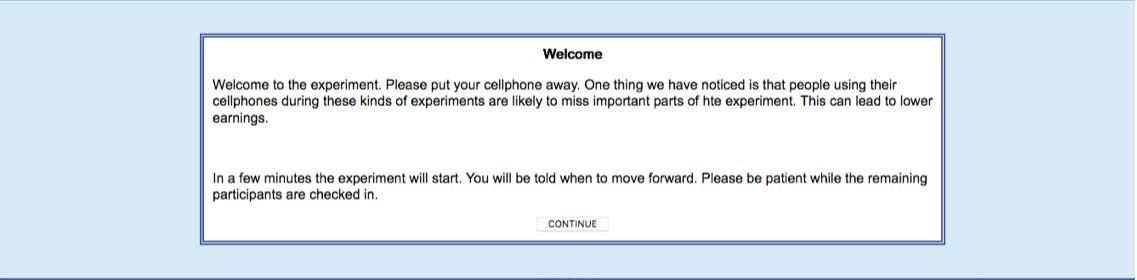 Welcome
Welcome to the experiment. Please put your cellphone away. One thing we have noticed is that people using their
cellphones during these kinds of experiments are likely to miss important parts of hte experiment. This can lead to lower
earnings.
In a few minutes the experiment will start. You will be told when to move forward. Please be patient while the remaining
participants are checked in.
CONTINUE